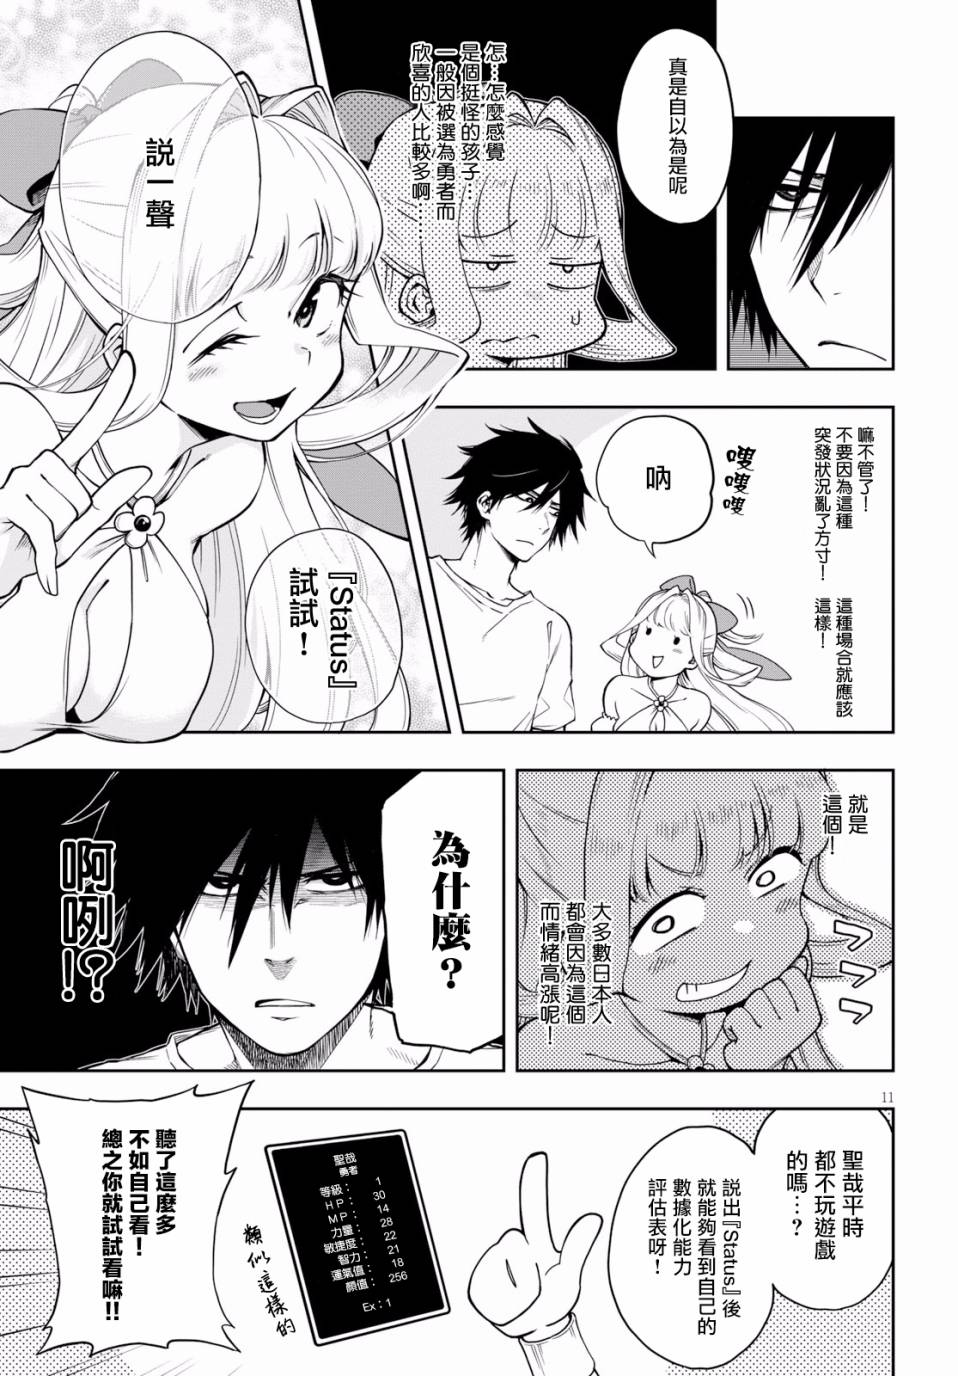 真是自以為是呢
怎…怎麼感覺
是個挺怪的孩子…
一般因被選為勇者而
欣喜的人比較多啊……
説一聲
『Status』
試試！
嘛不管了！
不要因為這種
突發狀況亂了方寸！
這種場合就應該
這樣！
嗖嗖嗖
吶
就是
這個！
大多數日本人
都會因為這個
而情緒高漲呢！
為什麼？
啊咧!?
11
聖哉平時
都不玩遊戲
的嗎…？
説出『Status』後
就能夠看到自己的
數據化能力
評估表呀！
聖哉
勇者
等級： 1
HP： 30
MP： 14
力量： 28
敏捷度： 22
智力： 21
運氣值： 18
顏值： 256
Ex：1
類似這樣的
聽了這麼多
不如自己看！
總之你就試試看嘛!!